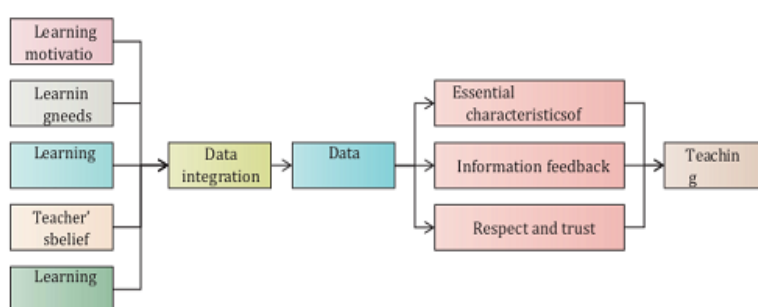 Learning
motivatio
Learnin
gneeds
Learning
Teacher'
sbelief
Learning
Data
integration
Data
Essential
characteristicsof
Information feedback
Respect and trust
Teachin
g